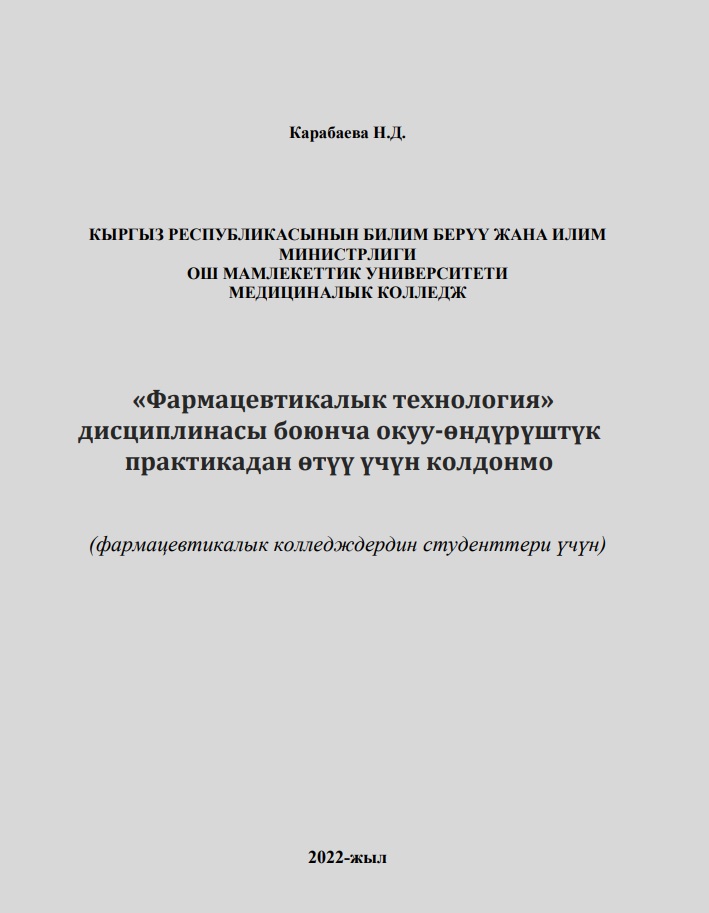 Карабаева Н.Д.
КЫРГЫЗ РЕСПУБЛИКАСЫНЫН БИЛИМ БЕРҮҮ ЖАНА ИЛИМ
МИНИСТРЛИГИ
ОШ МАМЛЕКЕТТИК УНИВЕРСИТЕТИ
МЕДИЦИНАЛЫК КОЛЛЕДЖ
«Фармацевтикалык технология»
дисциплинасы боюнча окуу-өндүрүштүк
практикадан өтүү үчүн колдонмо
(фармацевтикалык колледждердин студенттери үчүн)
2022-жыл